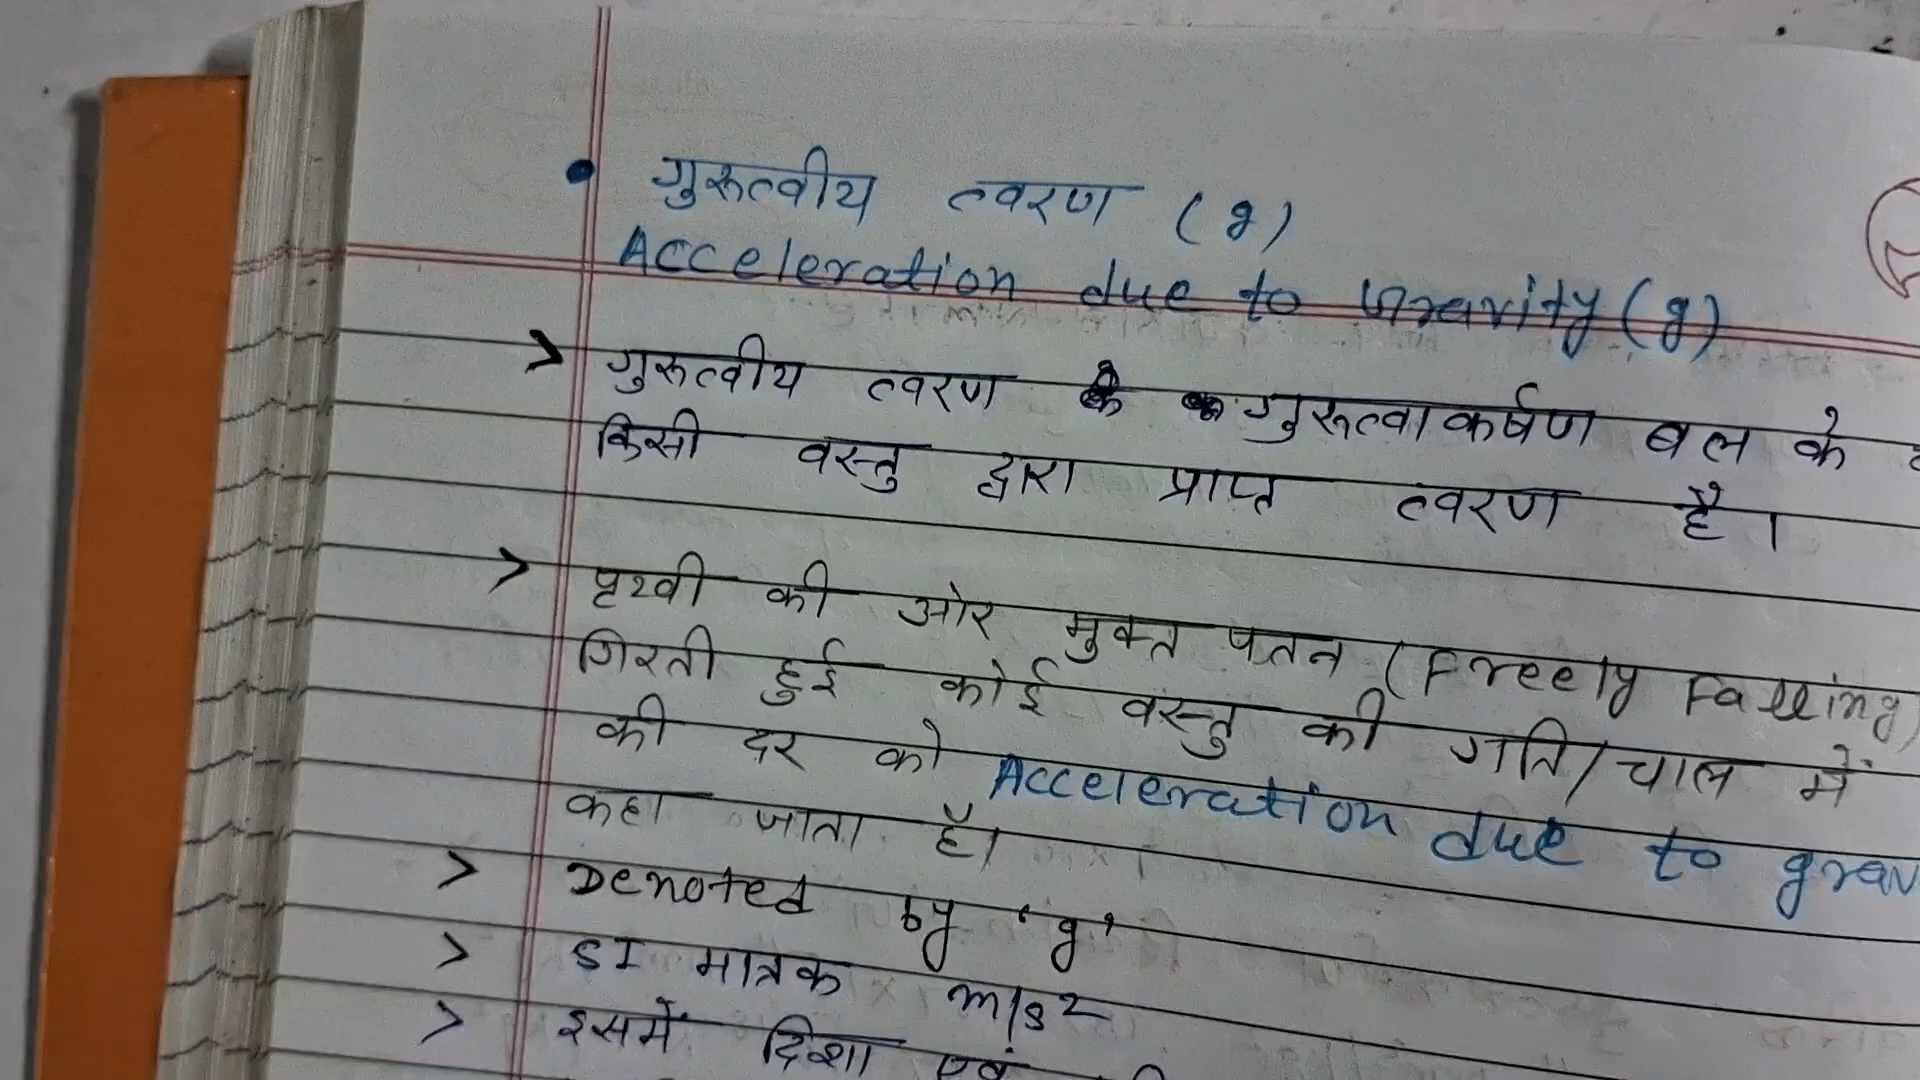 • गुरुत्वीय त्वरण (g)
Acceleration due to Gravity (g)
> गुरुत्वीय त्वरण गुरुत्वाकर्षण बल के
किसी वस्तु द्वारा प्राप्त त्वरण है।
> पृथ्वी की ओर मुक्त पतन (Freely Falling)
गिरती हुई कोई वस्तु की गति/चाल में
की दर को Acceleration due to grav
कहा जाता है।
> Denoted by 'g'
> SI मात्रक m/s²
> इसमें दिशा एवं